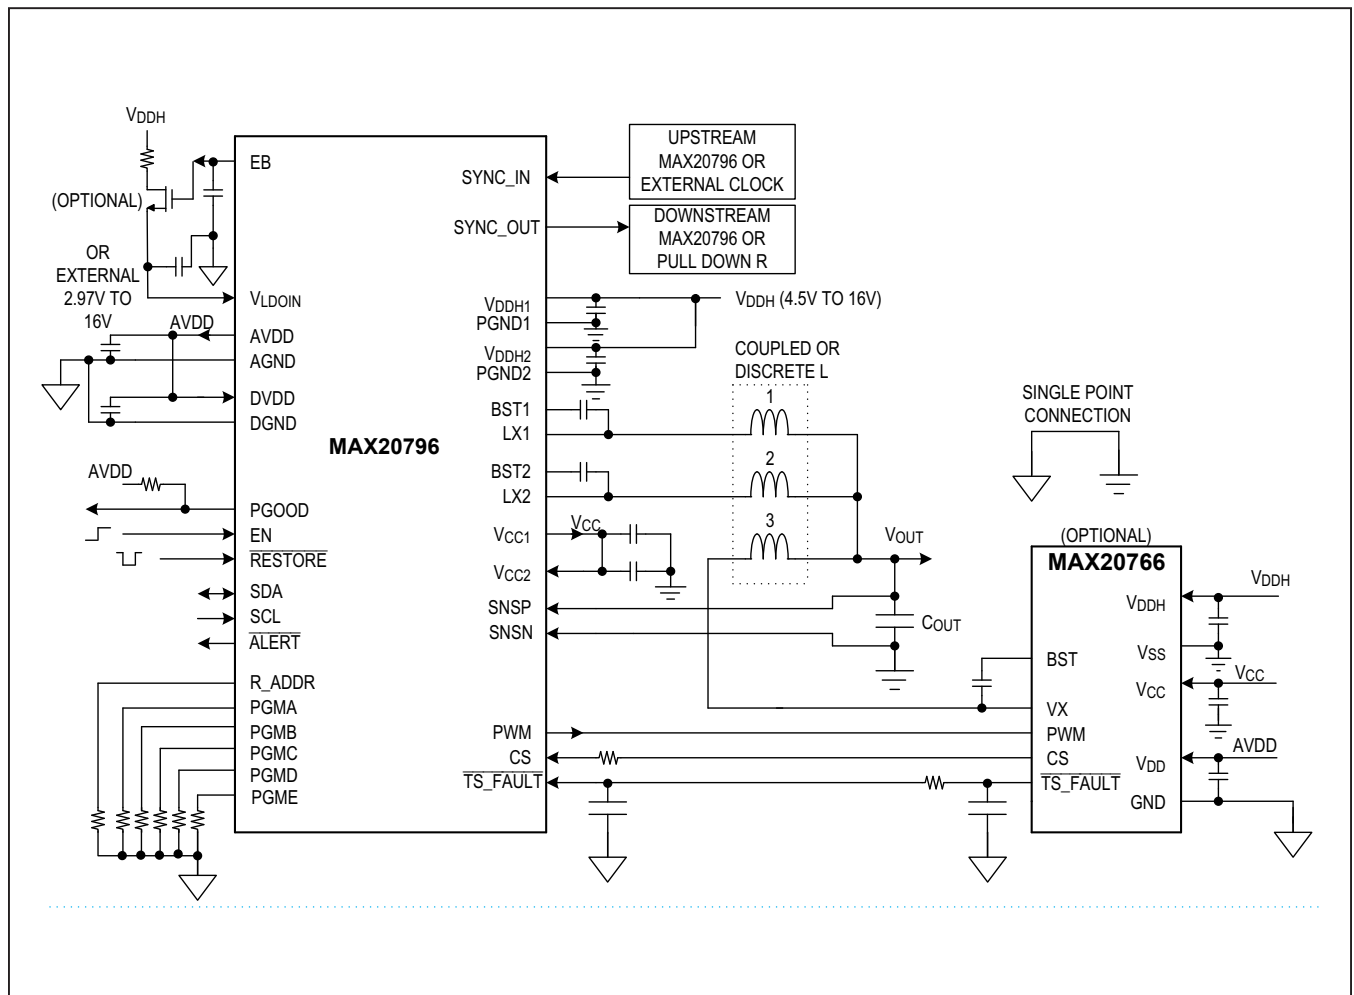 VDDH
(OPTIONAL)
OR
EXTERNAL
2.97V TO
16V
AVDD
AVDD
EB
VLDOIN
AVDD
AGND
DVDD
DGND
PGOOD
EN
RESTORE
SDA
SCL
ALERT
R_ADDR
PGMA
PGMB
PGMC
PGMD
PGME
MAX20796
SYNC_IN
SYNC_OUT
VDDH1
PGND1
VDDH2
PGND2
BST1
LX1
BST2
LX2
VCC1
VCC2
SNSP
SNSN
PWM
CS
TS_FAULT
UPSTREAM
MAX20796 OR
EXTERNAL CLOCK
DOWNSTREAM
MAX20796 OR
PULL DOWN R
VDDH (4.5V TO 16V)
COUPLED OR
DISCRETE L
1
2
3
VCC
VOUT
COUT
SINGLE POINT
CONNECTION
(OPTIONAL)
MAX20766
BST
VX
PWM
CS
TS_FAULT
VDDH
VSS
VCC
VDD
GND
VDDH
VCC
AVDD